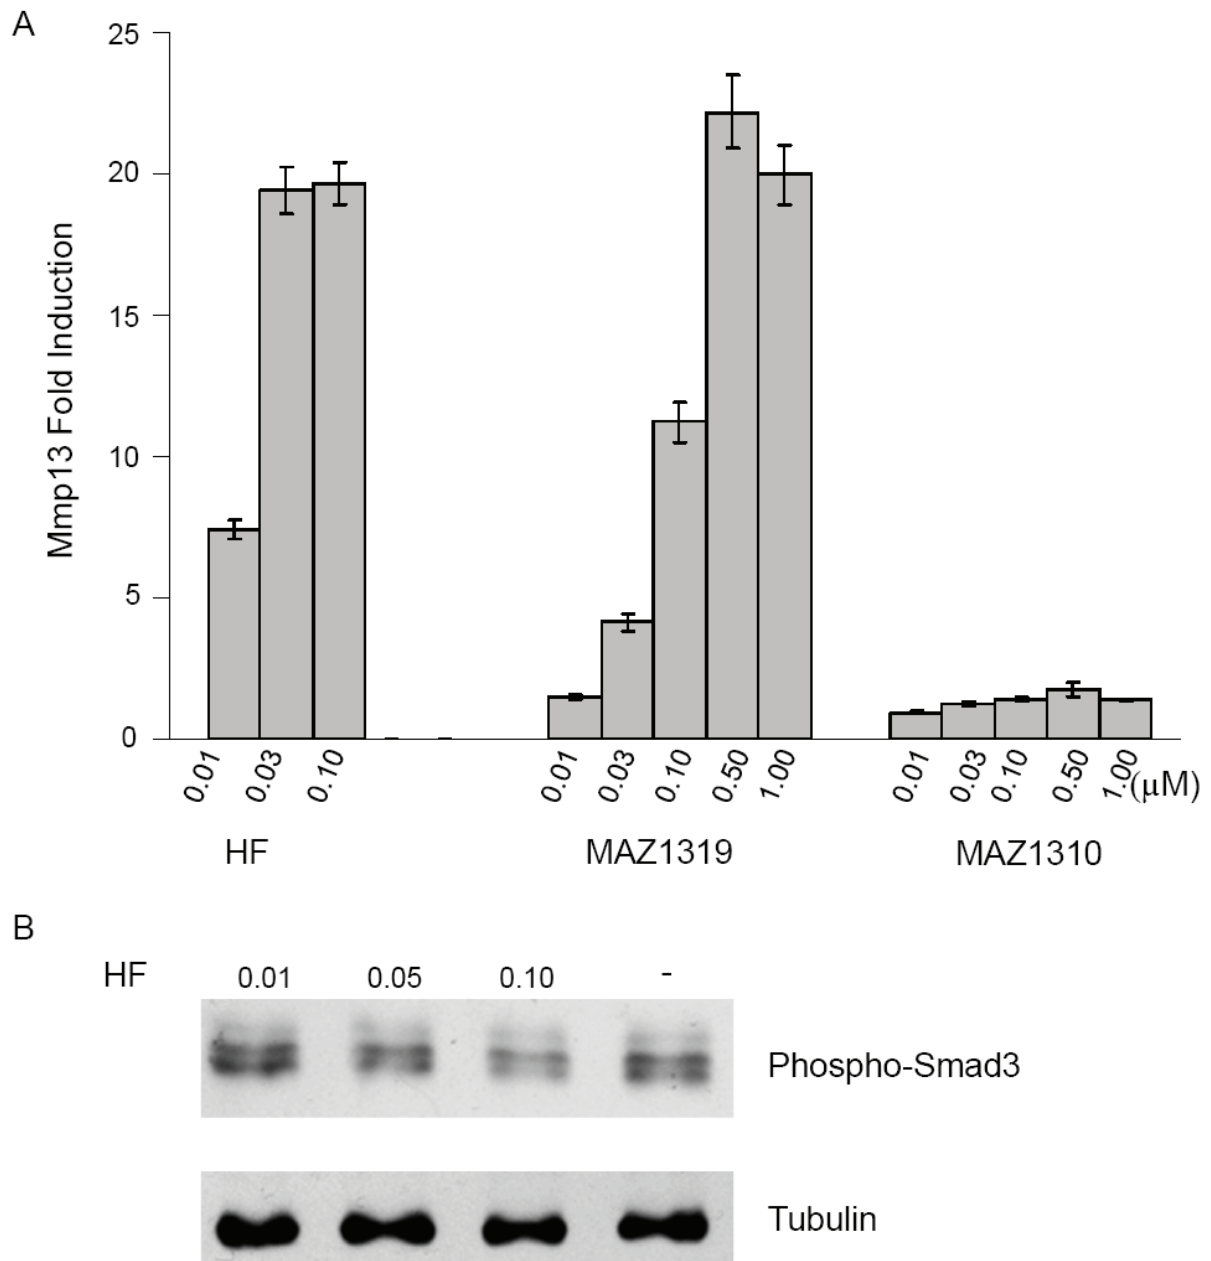 A
25
20
15
10
5
0
Mmp13 Fold Induction
0.01 0.03 0.10 0.01 0.03 0.10 0.50 1.00 0.01 0.03 0.10 0.50 1.00 (μM)
HF MAZ1319 MAZ1310
B
HF 0.01 0.05 0.10 -
Phospho-Smad3
Tubulin